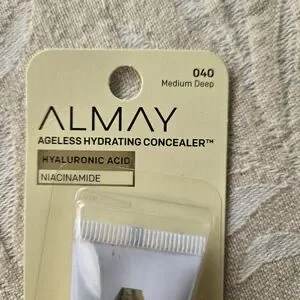 040
Medium Deep
ALMAY
AGELESS HYDRATING CONCEALER™
HYALURONIC ACID
NIACINAMIDE
A